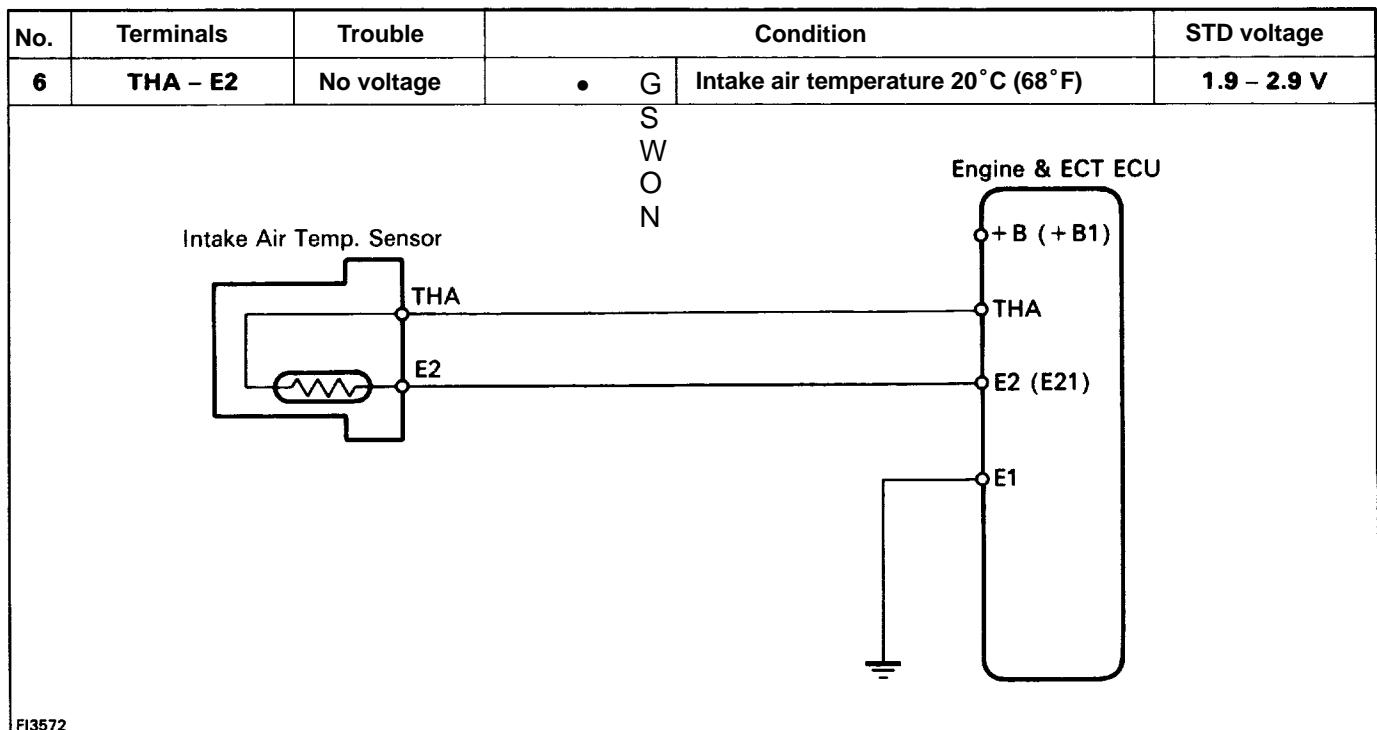 No. Terminals Trouble Condition STD voltage
6 THA – E2 No voltage • G Intake air temperature 20°C (68°F) 1.9 – 2.9 V
S
W
O
N
Engine & ECT ECU
+B (+B1)
Intake Air Temp. Sensor
THA
THA
E2
E2 (E21)
E1
FI3572